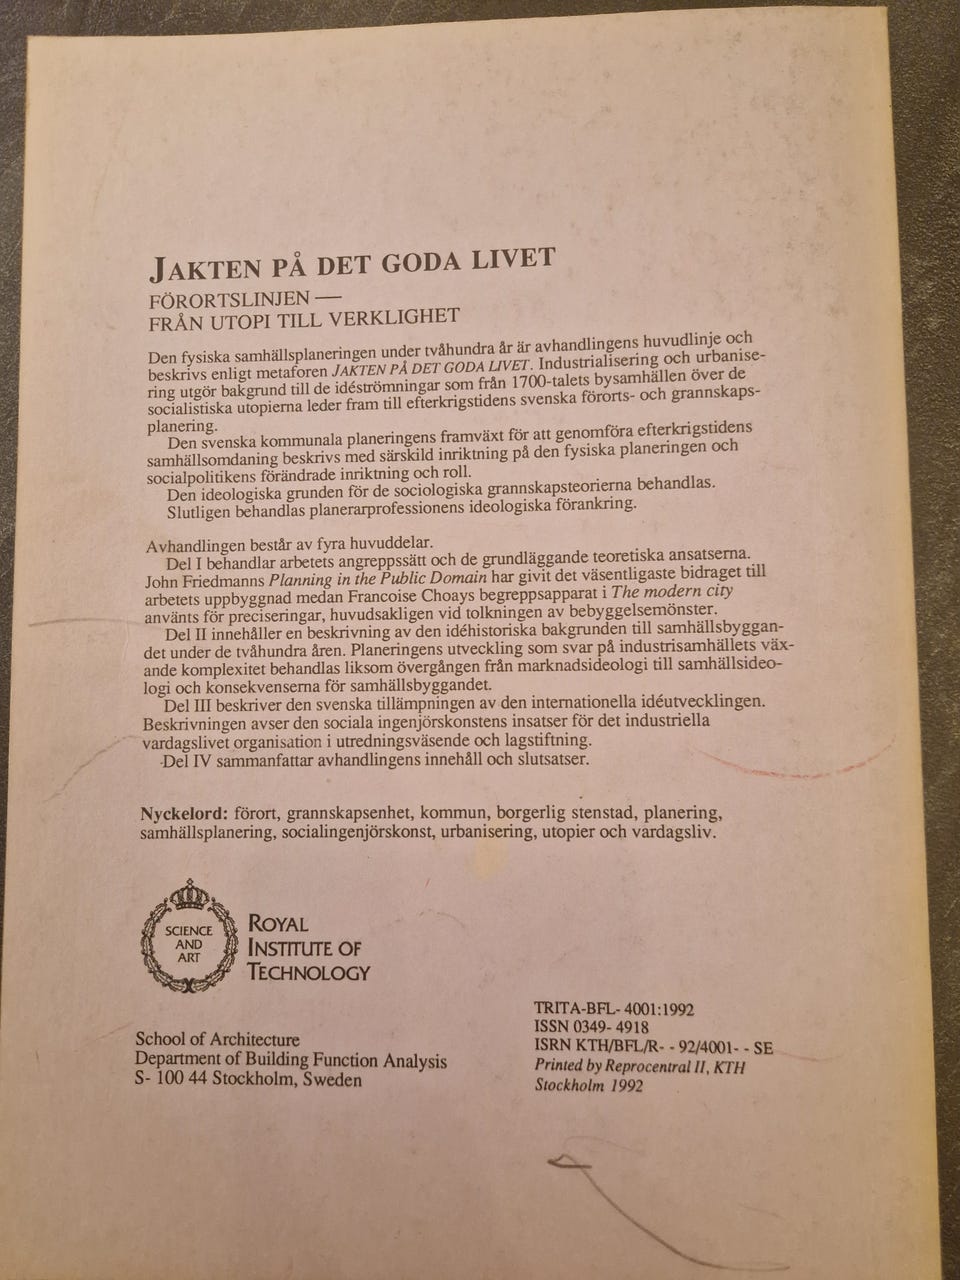 JAKTEN PÅ DET GODA LIVET
FÖRORTSLINJEN —
FRÅN UTOPI TILL VERKLIGHET
Den fysiska samhällsplaneringen under tvåhundra år är avhandlingens huvudlinje och
beskrivs enligt metaforen JAKTEN PÅ DET GODA LIVET. Industrialisering och urbanise-
ring utgör bakgrund till de idéströmningar som från 1700-talets bysamhällen över de
socialistiska utopierna leder fram till efterkrigstidens svenska förorts- och grannskaps-
planering.
Den svenska kommunala planeringens framväxt för att genomföra efterkrigstidens
samhällsomdaning beskrivs med särskild inriktning på den fysiska planeringen och
socialpolitikens förändrade inriktning och roll.
Den ideologiska grunden för de sociologiska grannskapsteorierna behandlas.
Slutligen behandlas planerarprofessionens ideologiska förankring.
Avhandlingen består av fyra huvuddelar.
Del I behandlar arbetets angreppssätt och de grundläggande teoretiska ansatserna.
John Friedmanns Planning in the Public Domain har givit det väsentligaste bidraget till
arbetets uppbyggnad medan Francoise Choays begreppsapparat i The modern city
använts för preciseringar, huvudsakligen vid tolkningen av bebyggelsemönster.
Del II innehåller en beskrivning av den idéhistoriska bakgrunden till samhällsbyggan-
det under de tvåhundra åren. Planeringens utveckling som svar på industrisamhällets väx-
ande komplexitet behandlas liksom övergången från marknadsideologi till samhällsideo-
logi och konsekvenserna för samhällsbyggandet.
Del III beskriver den svenska tillämpningen av den internationella idéutvecklingen.
Beskrivningen avser den sociala ingenjörskonstens insatser för det industriella
vardagslivet organisation i utredningsväsende och lagstiftning.
Del IV sammanfattar avhandlingens innehåll och slutsatser.
Nyckelord: förort, grannskapsenhet, kommun, borgerlig stenstad, planering,
samhällsplanering, socialingenjörskonst, urbanisering, utopier och vardagsliv.
SCIENCE
AND
ART
ROYAL
INSTITUTE OF
TECHNOLOGY
School of Architecture
Department of Building Function Analysis
S- 100 44 Stockholm, Sweden
TRITA-BFL- 4001:1992
ISSN 0349- 4918
ISRN KTH/BFL/R- - 92/4001- - SE
Printed by Reprocentral II, KTH
Stockholm 1992